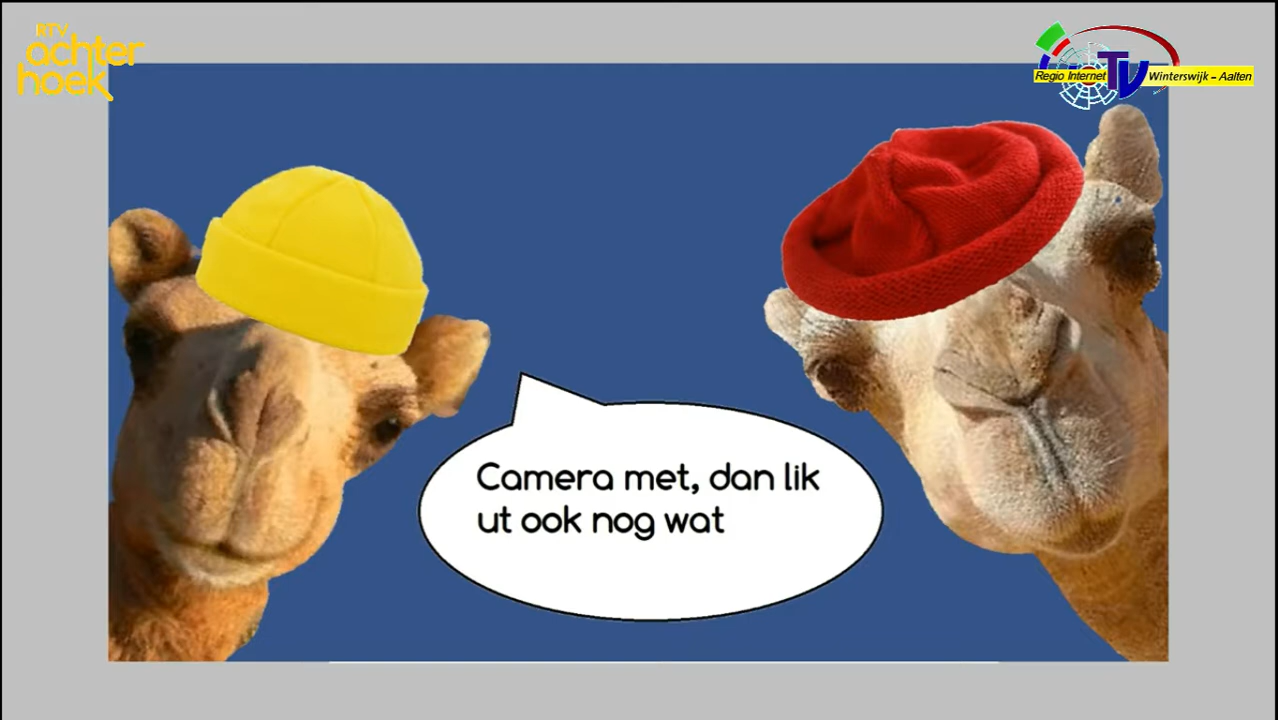 RTV
achter
hoek
Regio Internet TV Winterswijk - Aalten
Camera met, dan lik
ut ook nog wat